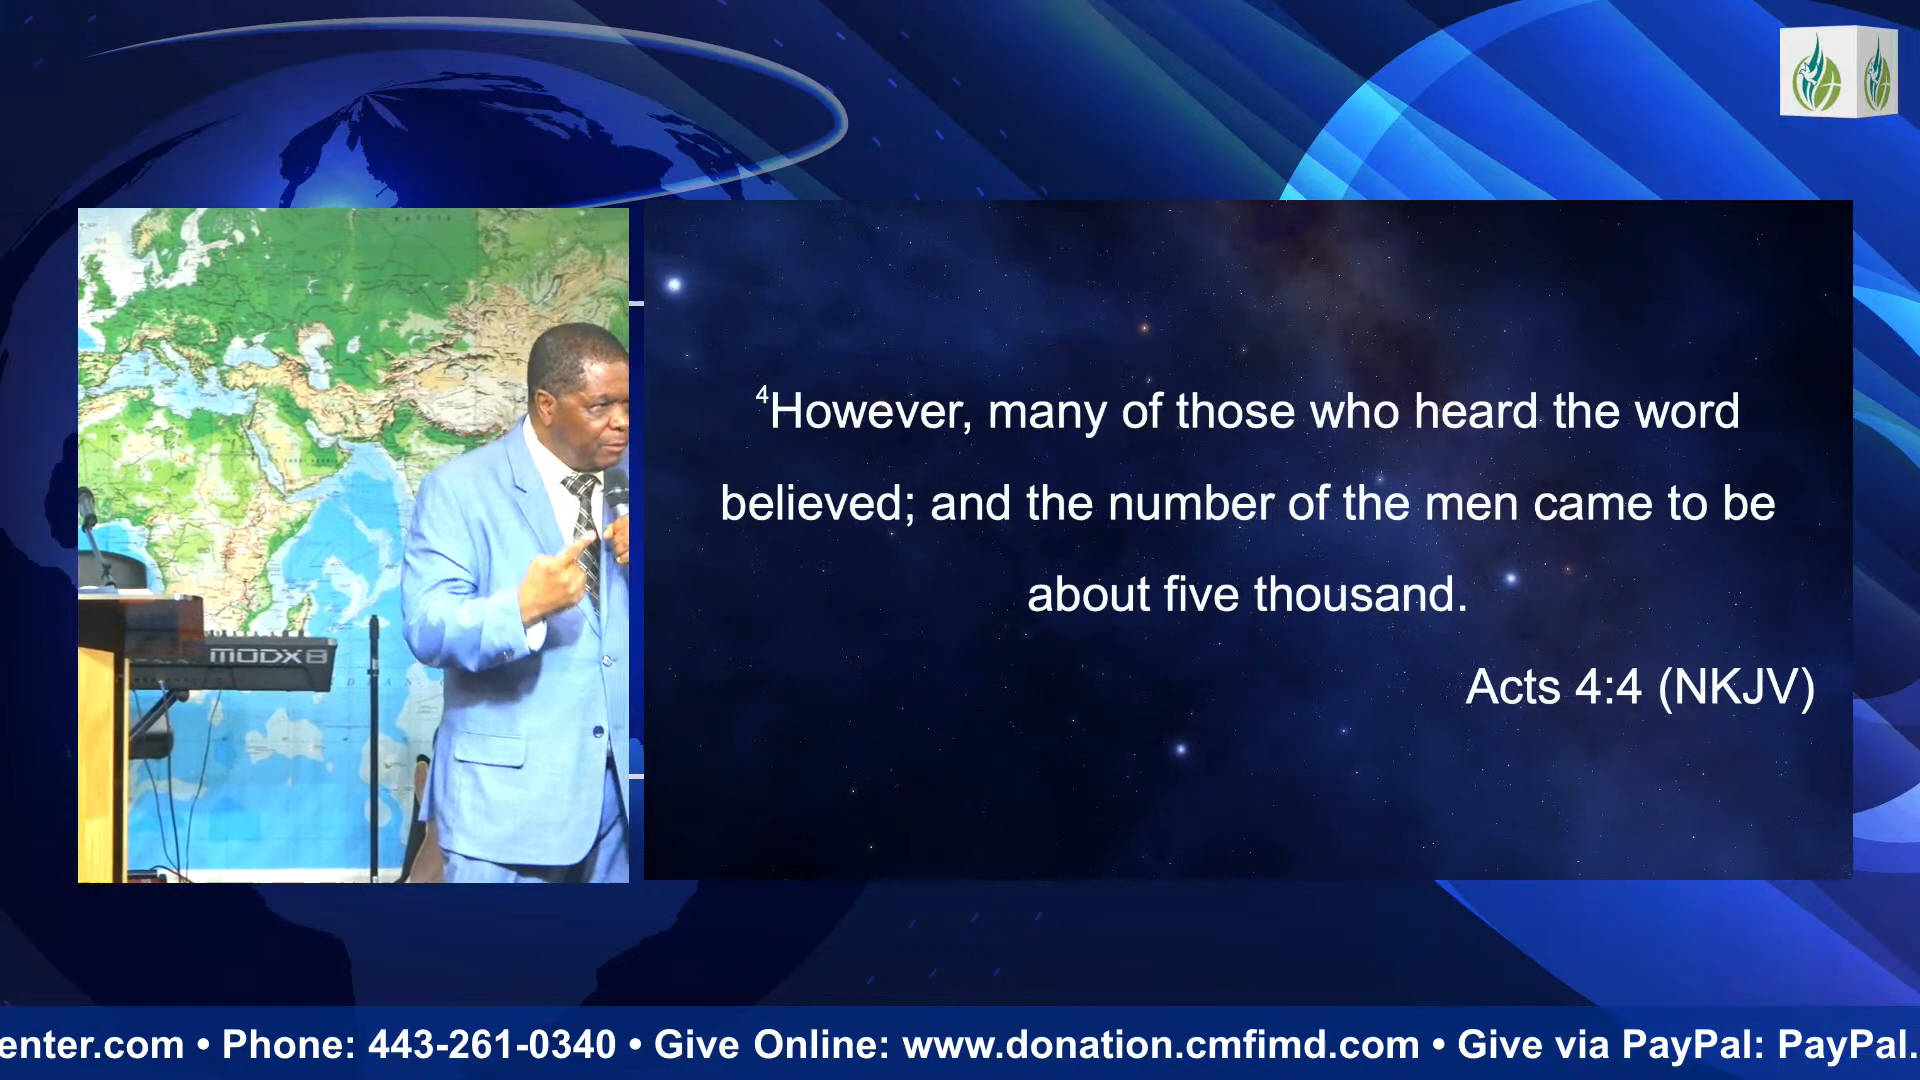 ⁴However, many of those who heard the word
believed; and the number of the men came to be
about five thousand.
Acts 4:4 (NKJV)
MODX8
enter.com • Phone: 443-261-0340 • Give Online: www.donation.cmfimd.com • Give via PayPal: PayPal.